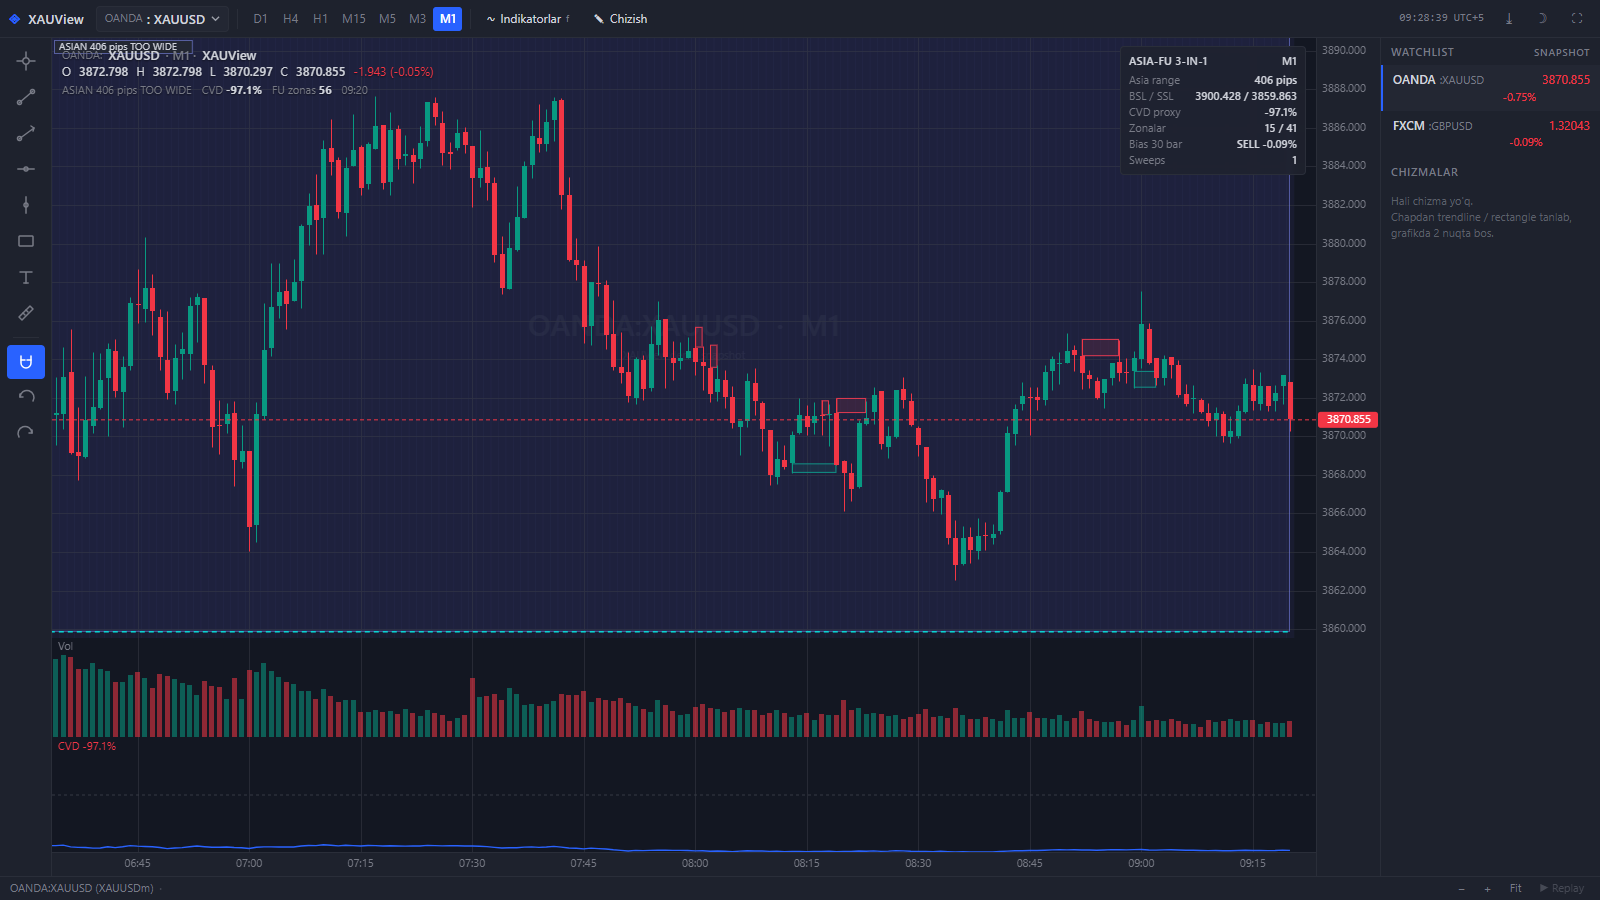 XAUView OANDA : XAUUSD D1 H4 H1 M15 M5 M3 M1 Indikatorlar f Chizish 09:28:39 UTC+5
ASIAN 406 pips TOO WIDE
OANDA: XAUUSD · M1 · XAUView
O 3872.798 H 3872.798 L 3870.297 C 3870.855 -1.943 (-0.05%)
ASIAN 406 pips TOO WIDE CVD -97.1% FU zonas 56 09:20
OANDA:XAUUSD · M1
ASIA-FU 3-IN-1 M1
Asia range 406 pips
BSL / SSL 3900.428 / 3859.863
CVD proxy -97.1%
Zonalar 15 / 41
Bias 30 bar SELL -0.09%
Sweeps 1
3890.000
3888.000
3886.000
3884.000
3882.000
3880.000
3878.000
3876.000
3874.000
3872.000
3870.855
3870.000
3868.000
3866.000
3864.000
3862.000
3860.000
WATCHLIST SNAPSHOT
OANDA :XAUUSD 3870.855
-0.75%
FXCM :GBPUSD 1.32043
-0.09%
CHIZMALAR
Hali chizma yo'q.
Chapdan trendline / rectangle tanlab,
grafikda 2 nuqta bos.
Vol
CVD -97.1%
06:45 07:00 07:15 07:30 07:45 08:00 08:15 08:30 08:45 09:00 09:15
OANDA:XAUUSD (XAUUSDm) · − + Fit Replay